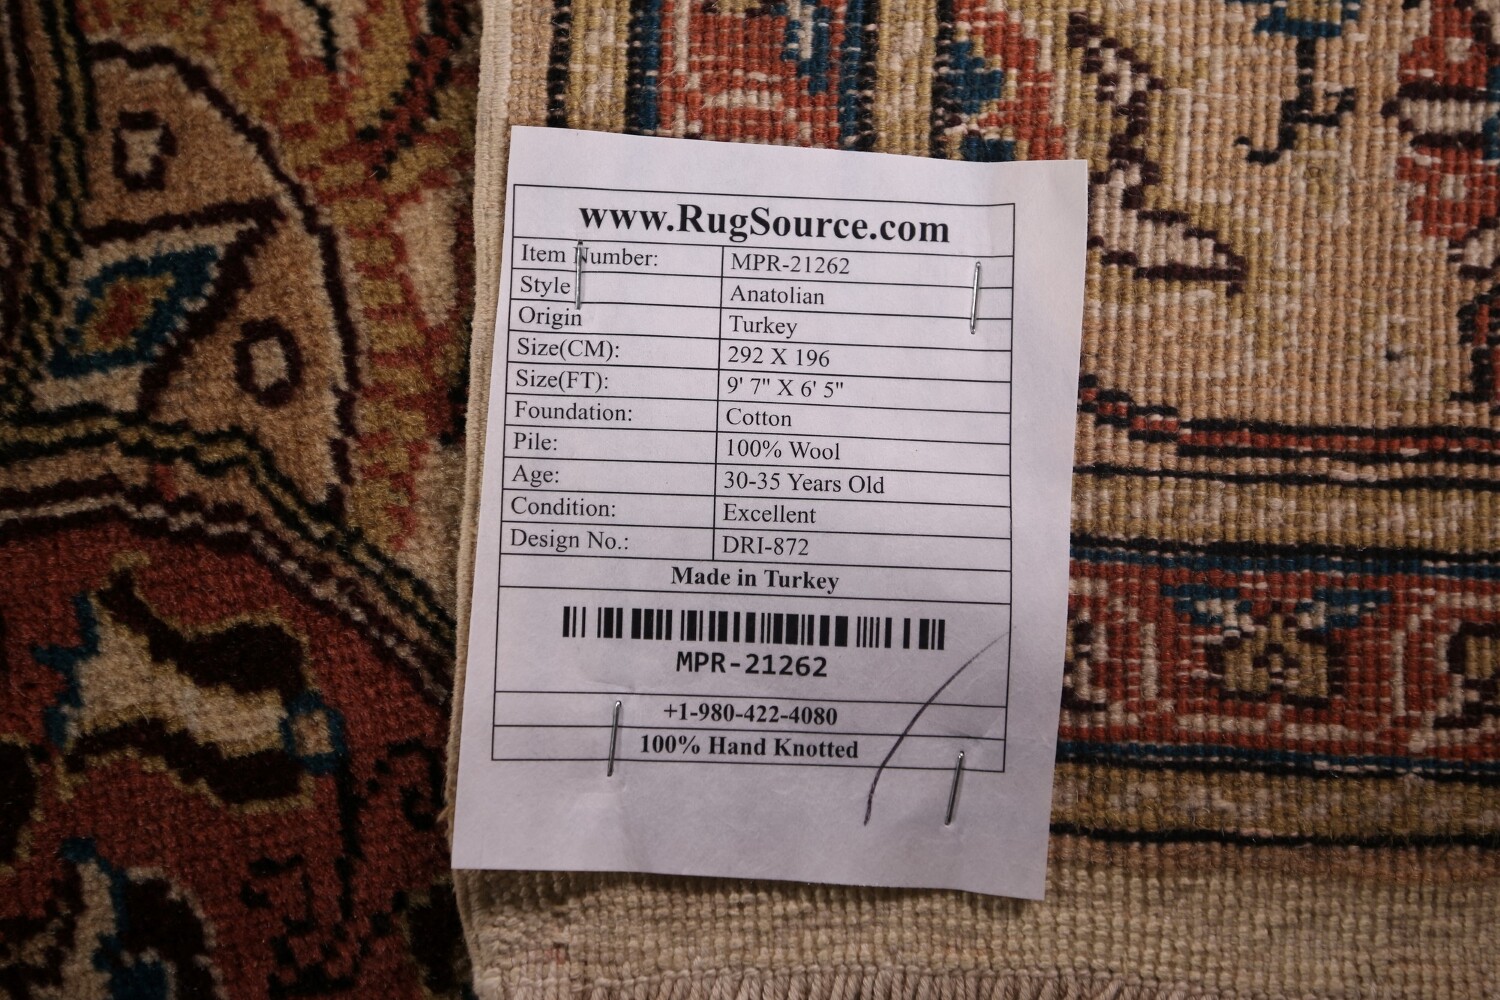 www.RugSource.com
Item Number: MPR-21262
Style Anatolian
Origin Turkey
Size(CM): 292 X 196
Size(FT): 9' 7" X 6' 5"
Foundation: Cotton
Pile: 100% Wool
Age: 30-35 Years Old
Condition: Excellent
Design No.: DRI-872
Made in Turkey
MPR-21262
+1-980-422-4080
100% Hand Knotted